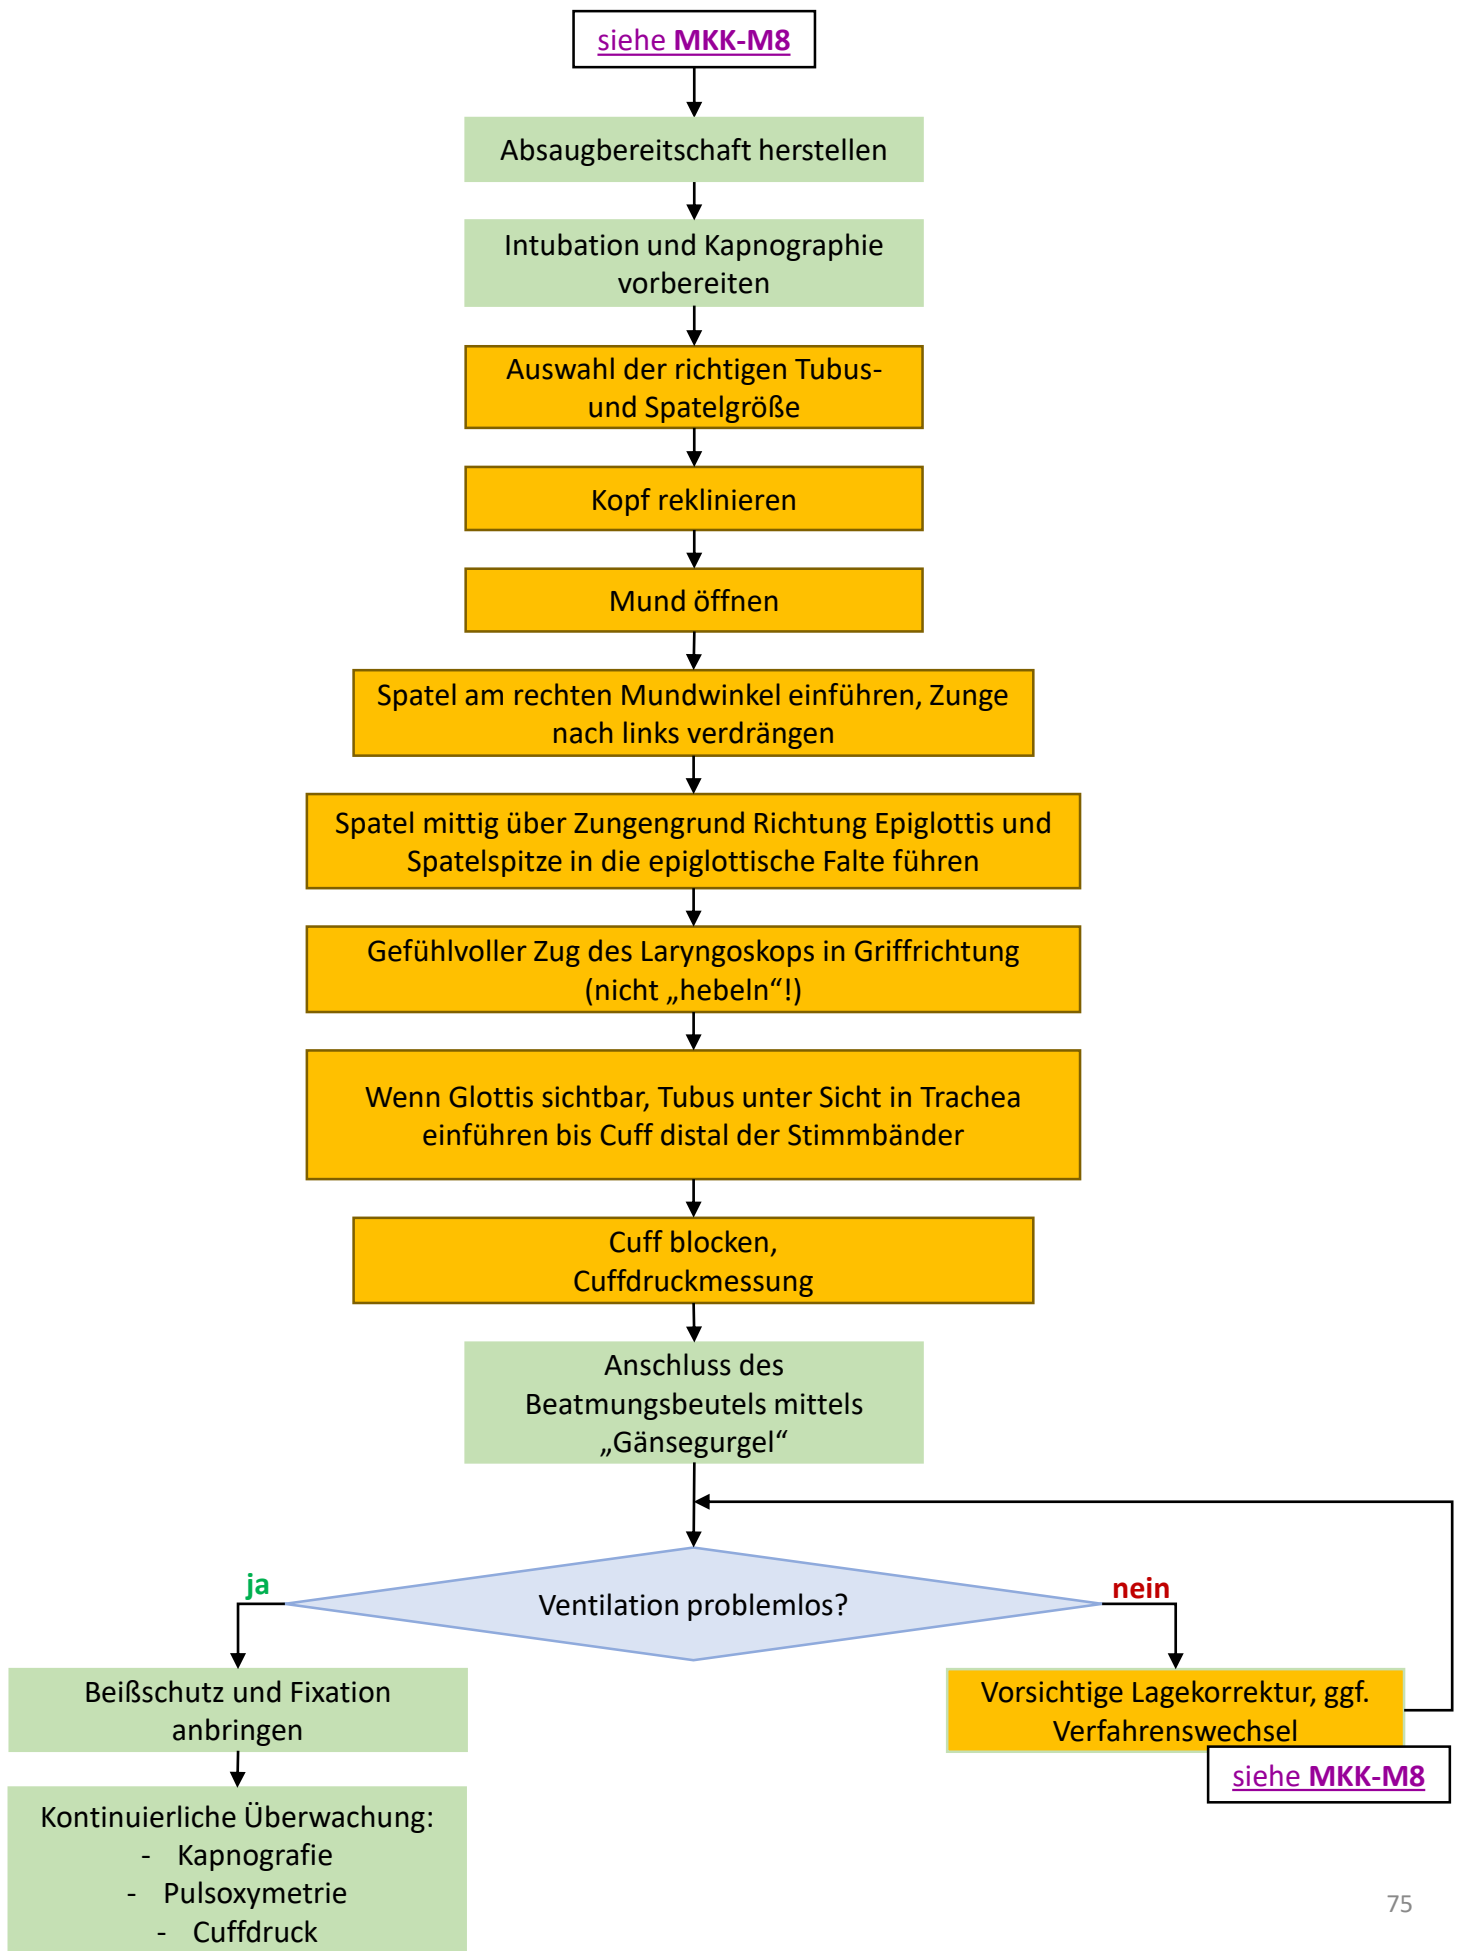 siehe MKK-M8
Absaugbereitschaft herstellen
Intubation und Kapnographie
vorbereiten
Auswahl der richtigen Tubus-
und Spatelgröße
Kopf reklinieren
Mund öffnen
Spatel am rechten Mundwinkel einführen, Zunge
nach links verdrängen
Spatel mittig über Zungengrund Richtung Epiglottis und
Spatelspitze in die epiglottische Falte führen
Gefühlvoller Zug des Laryngoskops in Griffrichtung
(nicht „hebeln“!)
Wenn Glottis sichtbar, Tubus unter Sicht in Trachea
einführen bis Cuff distal der Stimmbänder
Cuff blocken,
Cuffdruckmessung
Anschluss des
Beatmungsbeutels mittels
„Gänsegurgel“
Ventilation problemlos?
ja
nein
Beißschutz und Fixation
anbringen
Vorsichtige Lagekorrektur, ggf.
Verfahrenswechsel
siehe MKK-M8
Kontinuierliche Überwachung:
- Kapnografie
- Pulsoxymetrie
- Cuffdruck
75